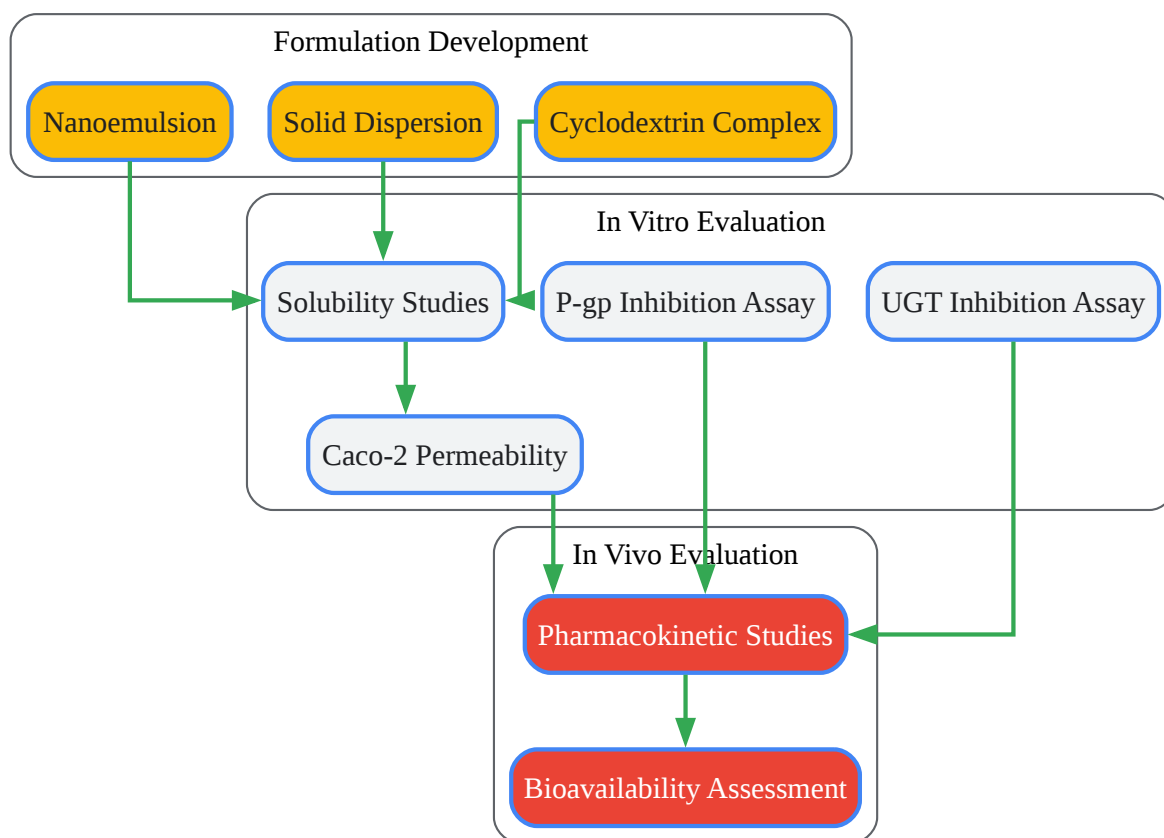 Formulation Development
Nanoemulsion
Solid Dispersion
Cyclodextrin Complex
In Vitro Evaluation
Solubility Studies
P-gp Inhibition Assay
UGT Inhibition Assay
Caco-2 Permeability
In Vivo Evaluation
Pharmacokinetic Studies
Bioavailability Assessment